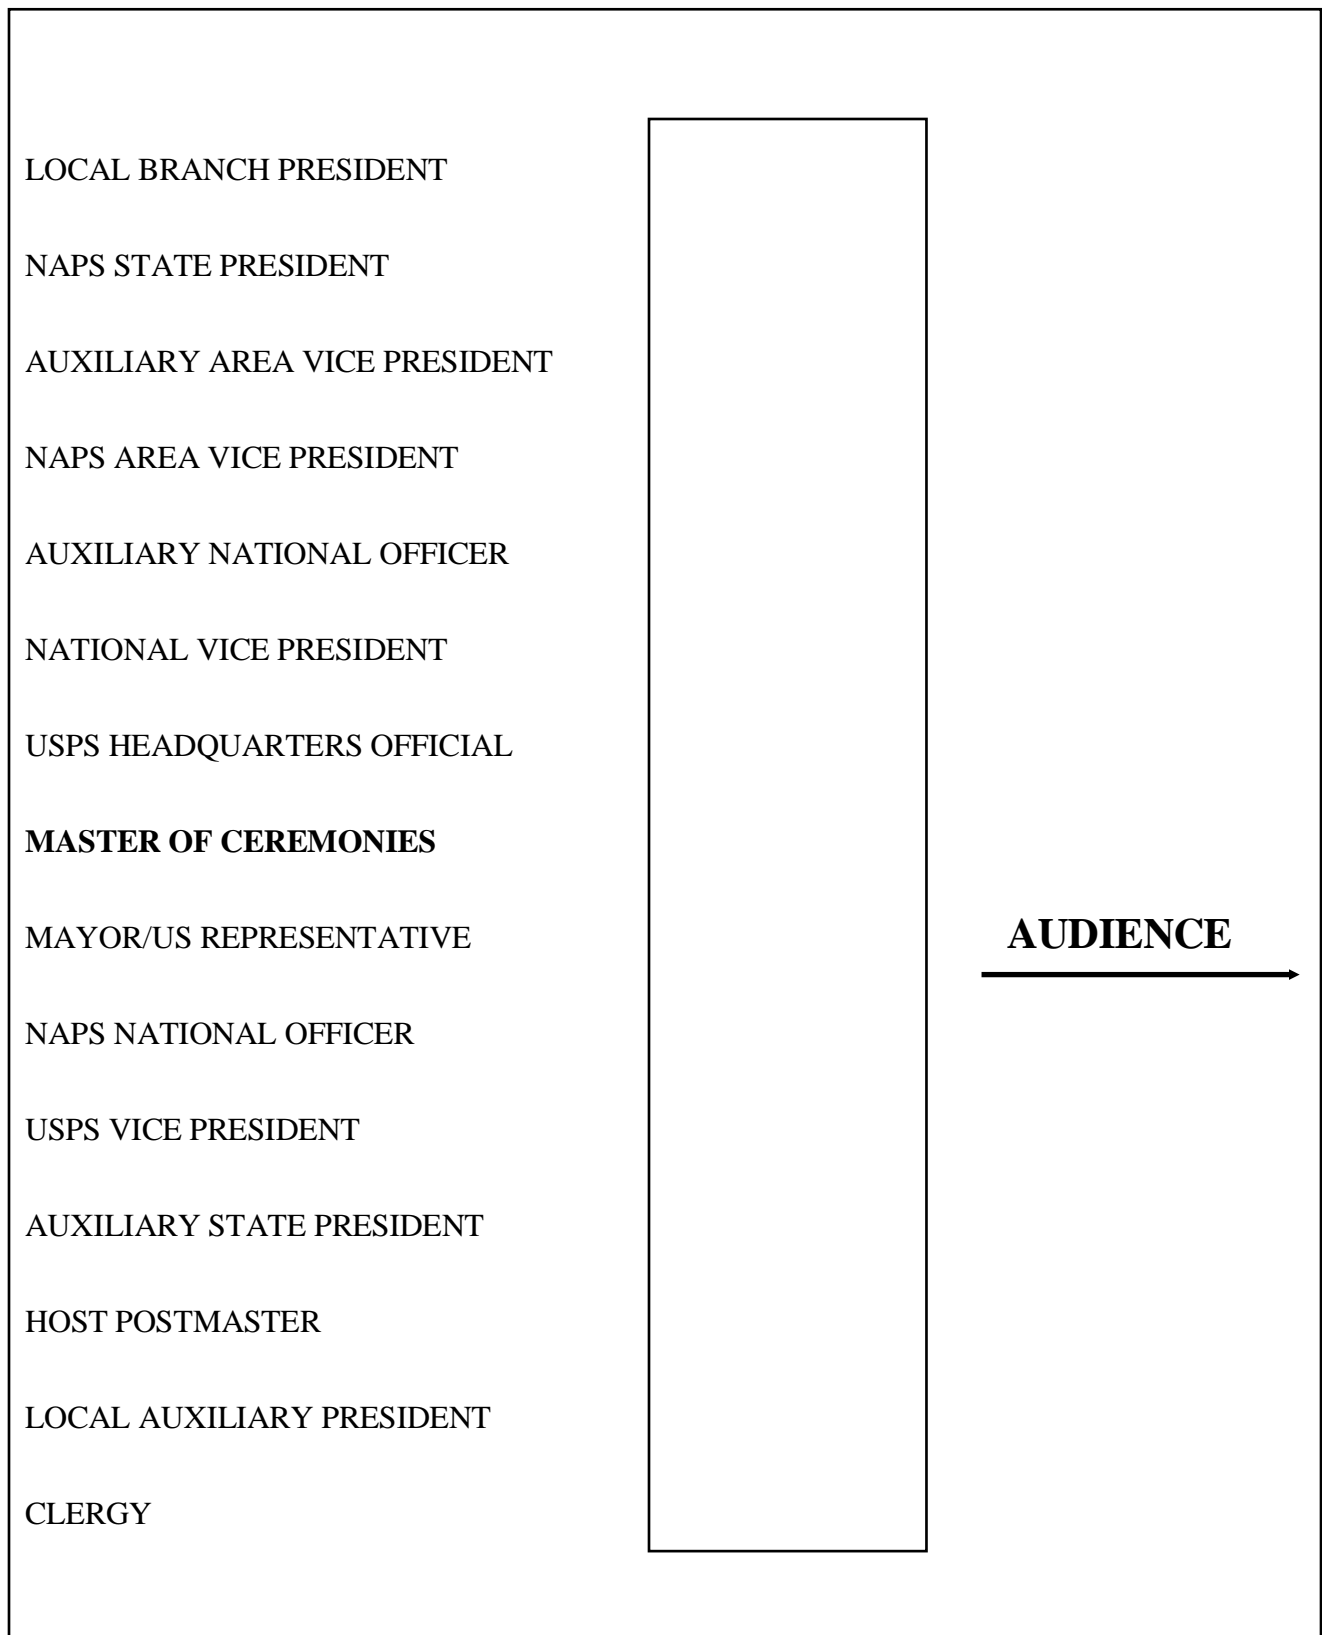 LOCAL BRANCH PRESIDENT
NAPS STATE PRESIDENT
AUXILIARY AREA VICE PRESIDENT
NAPS AREA VICE PRESIDENT
AUXILIARY NATIONAL OFFICER
NATIONAL VICE PRESIDENT
USPS HEADQUARTERS OFFICIAL
MASTER OF CEREMONIES
MAYOR/US REPRESENTATIVE
AUDIENCE
NAPS NATIONAL OFFICER
USPS VICE PRESIDENT
AUXILIARY STATE PRESIDENT
HOST POSTMASTER
LOCAL AUXILIARY PRESIDENT
CLERGY